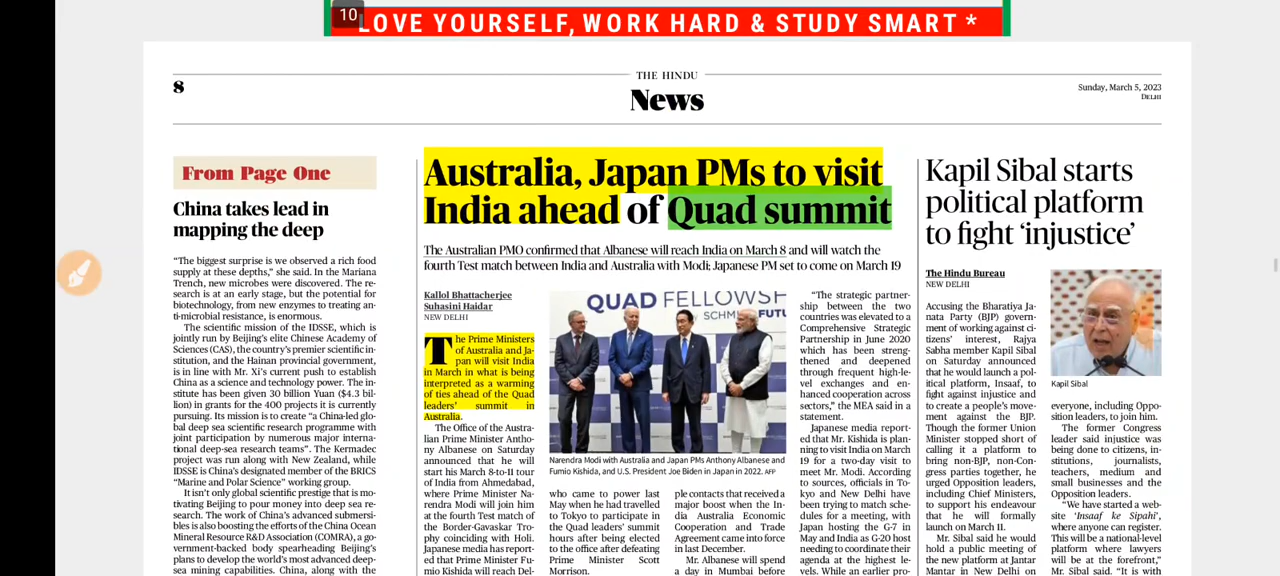 10
LOVE YOURSELF, WORK HARD & STUDY SMART *
8
THE HINDU
News
Sunday, March 5, 2023
DELHI
From Page One
China takes lead in
mapping the deep
“The biggest surprise is we observed a rich food
supply at these depths,” she said. In the Mariana
Trench, new microbes were discovered. The re-
search is at an early stage, but the potential for
biotechnology, from new enzymes to treating an-
ti-microbial resistance, is enormous.
The scientific mission of the IDSSE, which is
jointly run by Beijing’s elite Chinese Academy of
Sciences (CAS), the country’s premier scientific in-
stitution, and the Hainan provincial government,
is in line with Mr. Xi’s current push to establish
China as a science and technology power. The in-
stitute has been given 30 billion Yuan ($4.3 bil-
lion) in grants for the 400 projects it is currently
pursuing. Its mission is to create “a China-led glo-
bal deep sea scientific research programme with
joint participation by numerous major interna-
tional deep-sea research teams”. The Kermadec
project was run along with New Zealand, while
IDSSE is China’s designated member of the BRICS
“Marine and Polar Science” working group.
It isn’t only global scientific prestige that is mo-
tivating Beijing to pour money into deep sea re-
search. The work of China’s advanced submersi-
bles is also boosting the efforts of the China Ocean
Mineral Resource R&D Association (COMRA), a go-
vernment-backed body spearheading Beijing’s
plans to develop the world’s most advanced deep-
sea mining capabilities. China, along with the
Australia, Japan PMs to visit
India ahead of Quad summit
The Australian PMO confirmed that Albanese will reach India on March 8 and will watch the
fourth Test match between India and Australia with Modi; Japanese PM set to come on March 19
Kallol Bhattacherjee
Suhasini Haidar
NEW DELHI
The Prime Ministers
of Australia and Ja-
pan will visit India
in March in what is being
interpreted as a warming
of ties ahead of the Quad
leaders’ summit in
Australia.
The Office of the Austra-
lian Prime Minister Antho-
ny Albanese on Saturday
announced that he will
start his March 8-to-11 tour
of India from Ahmedabad,
where Prime Minister Na-
rendra Modi will join him
at the fourth Test match of
the Border-Gavaskar Tro-
phy coinciding with Holi.
Japanese media has report-
ed that Prime Minister Fu-
mio Kishida will reach Del-
QUAD FELLOWSH
SCHM
FUTU
Narendra Modi with Australia and Japan PMs Anthony Albanese and
Fumio Kishida, and U.S. President Joe Biden in Japan in 2022. AFP
who came to power last
May when he had travelled
to Tokyo to participate in
the Quad leaders’ summit
hours after being elected
to the office after defeating
Prime Minister Scott
Morrison.
ple contacts that received a
major boost when the In-
dia Australia Economic
Cooperation and Trade
Agreement came into force
in last December.
Mr. Albanese will spend
a day in Mumbai before
“The strategic partner-
ship between the two
countries was elevated to a
Comprehensive Strategic
Partnership in June 2020
which has been streng-
thened and deepened
through frequent high-le-
vel exchanges and en-
hanced cooperation across
sectors,” the MEA said in a
statement.
Japanese media report-
ed that Mr. Kishida is plan-
ning to visit India on March
19 for a two-day visit to
meet Mr. Modi. According
to sources, officials in To-
kyo and New Delhi have
been trying to match sche-
dules for a meeting, with
Japan hosting the G-7 in
May and India as G-20 host
needing to coordinate their
agenda at the highest le-
vels. While an earlier pro-
Kapil Sibal starts
political platform
to fight ‘injustice’
The Hindu Bureau
NEW DELHI
Accusing the Bharatiya Ja-
nata Party (BJP) govern-
ment of working against ci-
tizens’ interest, Rajya
Sabha member Kapil Sibal
on Saturday announced
that he would launch a po-
litical platform, Insaaf, to
fight against injustice and
to create a people’s move-
ment against the BJP.
Though the former Union
Minister stopped short of
calling it a platform to
bring non-BJP, non-Con-
gress parties together, he
urged Opposition leaders,
including Chief Ministers,
to support his endeavour
that he will formally
launch on March 11.
Mr. Sibal said he would
hold a public meeting of
the new platform at Jantar
Mantar in New Delhi on
Kapil Sibal
everyone, including Oppo-
sition leaders, to join him.
The former Congress
leader said injustice was
being done to citizens, in-
stitutions, journalists,
teachers, medium and
small businesses and the
Opposition leaders.
“We have started a web-
site ‘Insaaf ke Sipahi’,
where anyone can register.
This will be a national-level
platform where lawyers
will be at the forefront,”
Mr. Sibal said. “It is with